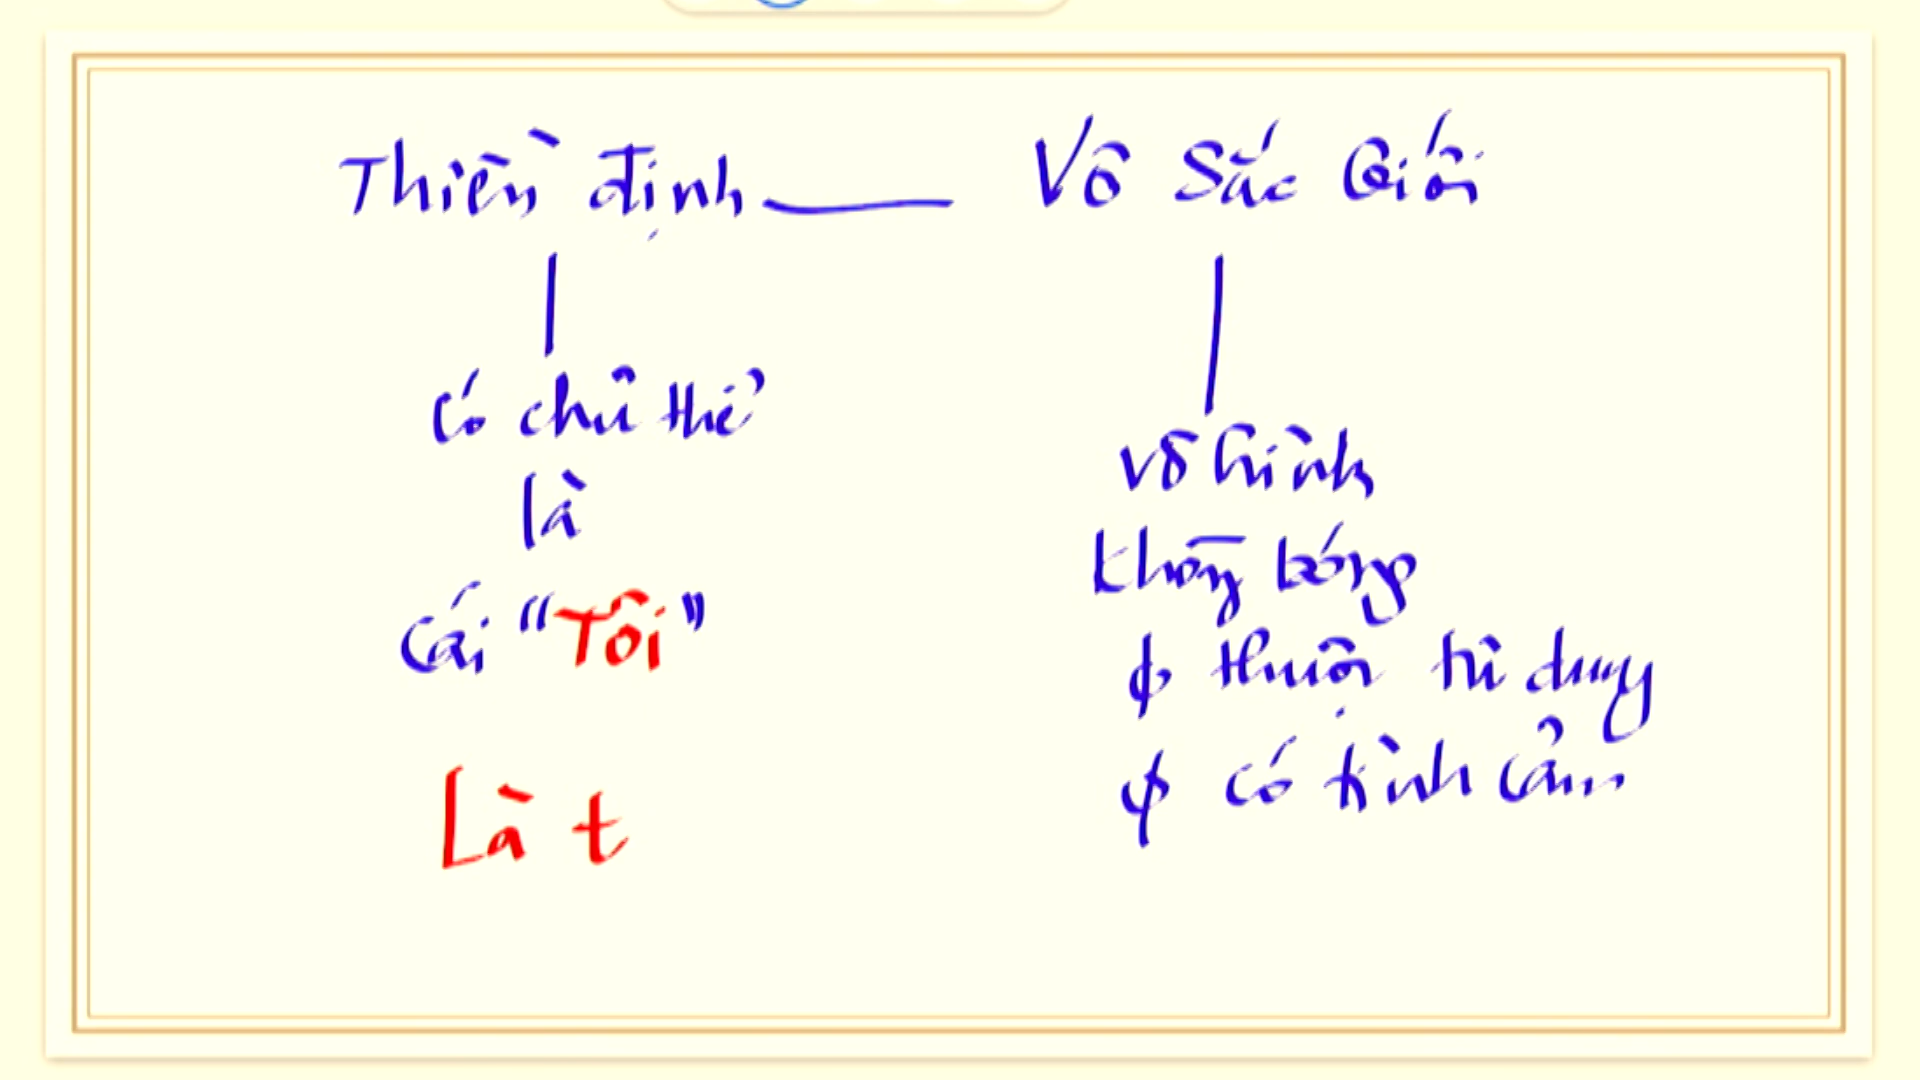 Thiền định — Vô Sắc Giới
có chủ thể
là
cái "Tôi"
Là t
vô hình
không bóng
ɸ thuộc tư duy
ɸ có tình cảm